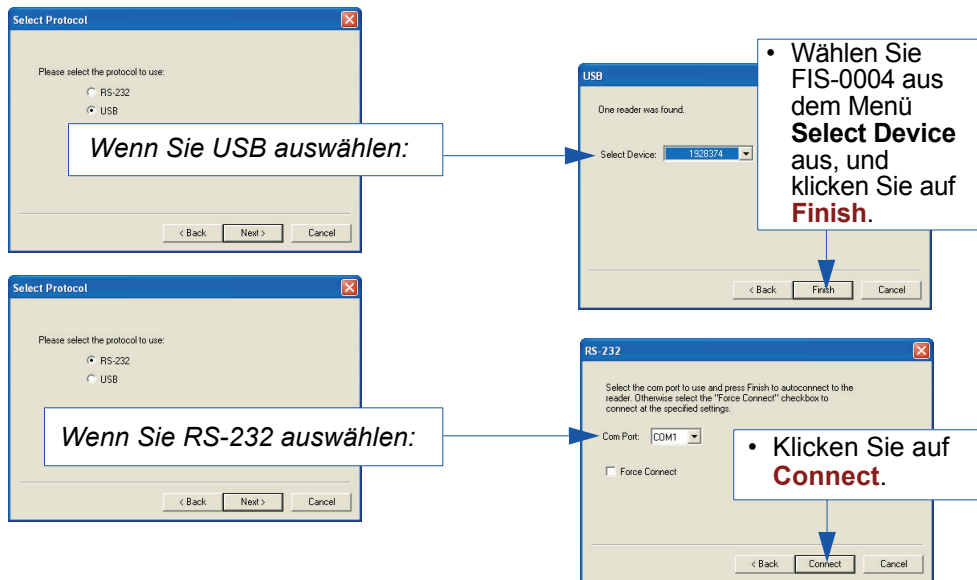 Select Protocol
Please select the protocol to use:
RS-232
USB
Wenn Sie USB auswählen:
< Back
Next >
Cancel
USB
One reader was found.
Select Device:
1928374
• Wählen Sie
FIS-0004 aus
dem Menü
Select Device
aus, und
klicken Sie auf
Finish.
< Back
Finish
Cancel
Select Protocol
Please select the protocol to use:
RS-232
USB
Wenn Sie RS-232 auswählen:
< Back
Next >
Cancel
RS-232
Select the com port to use and press Finish to autoconnect to the
reader. Otherwise select the "Force Connect" checkbox to
connect at the specified settings.
Com Port:
COM1
Force Connect
• Klicken Sie auf
Connect.
< Back
Connect
Cancel